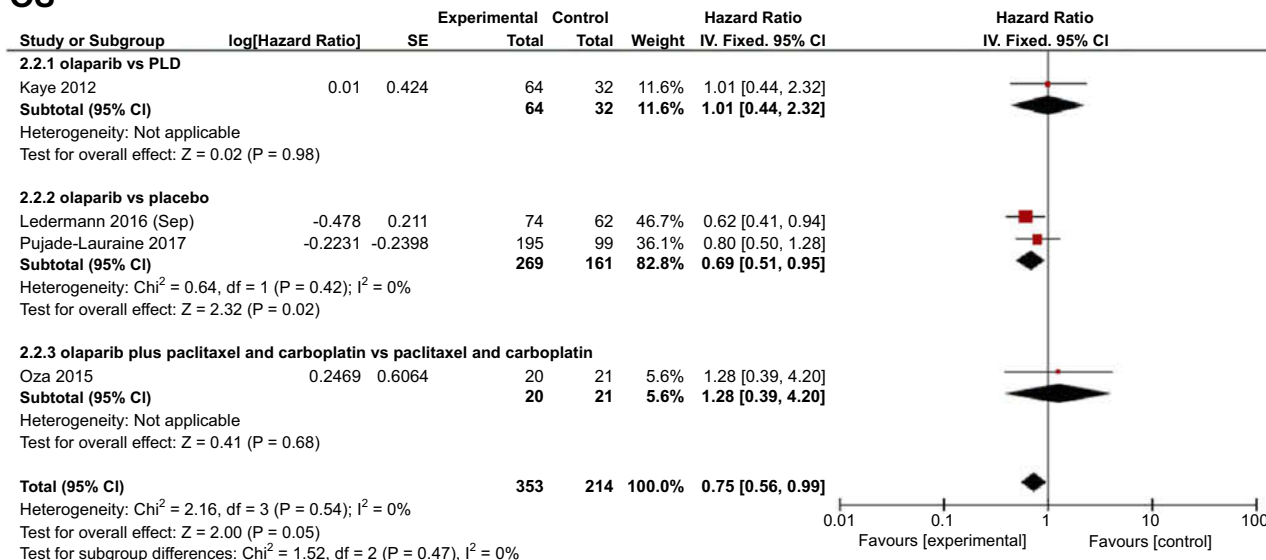 OS
Experimental Control Hazard Ratio Hazard Ratio
Study or Subgroup log[Hazard Ratio] SE Total Total Weight IV. Fixed. 95% CI IV. Fixed. 95% CI
2.2.1 olaparib vs PLD
Kaye 2012 0.01 0.424 64 32 11.6% 1.01 [0.44, 2.32]
Subtotal (95% CI) 64 32 11.6% 1.01 [0.44, 2.32]
Heterogeneity: Not applicable
Test for overall effect: Z = 0.02 (P = 0.98)
2.2.2 olaparib vs placebo
Ledermann 2016 (Sep) -0.478 0.211 74 62 46.7% 0.62 [0.41, 0.94]
Pujade-Lauraine 2017 -0.2231 -0.2398 195 99 36.1% 0.80 [0.50, 1.28]
Subtotal (95% CI) 269 161 82.8% 0.69 [0.51, 0.95]
Heterogeneity: Chi² = 0.64, df = 1 (P = 0.42); I² = 0%
Test for overall effect: Z = 2.32 (P = 0.02)
2.2.3 olaparib plus paclitaxel and carboplatin vs paclitaxel and carboplatin
Oza 2015 0.2469 0.6064 20 21 5.6% 1.28 [0.39, 4.20]
Subtotal (95% CI) 20 21 5.6% 1.28 [0.39, 4.20]
Heterogeneity: Not applicable
Test for overall effect: Z = 0.41 (P = 0.68)
Total (95% CI) 353 214 100.0% 0.75 [0.56, 0.99]
Heterogeneity: Chi² = 2.16, df = 3 (P = 0.54); I² = 0%
Test for overall effect: Z = 2.00 (P = 0.05)
Test for subgroup differences: Chi² = 1.52, df = 2 (P = 0.47), I² = 0%
0.01 0.1 1 10 100
Favours [experimental] Favours [control]